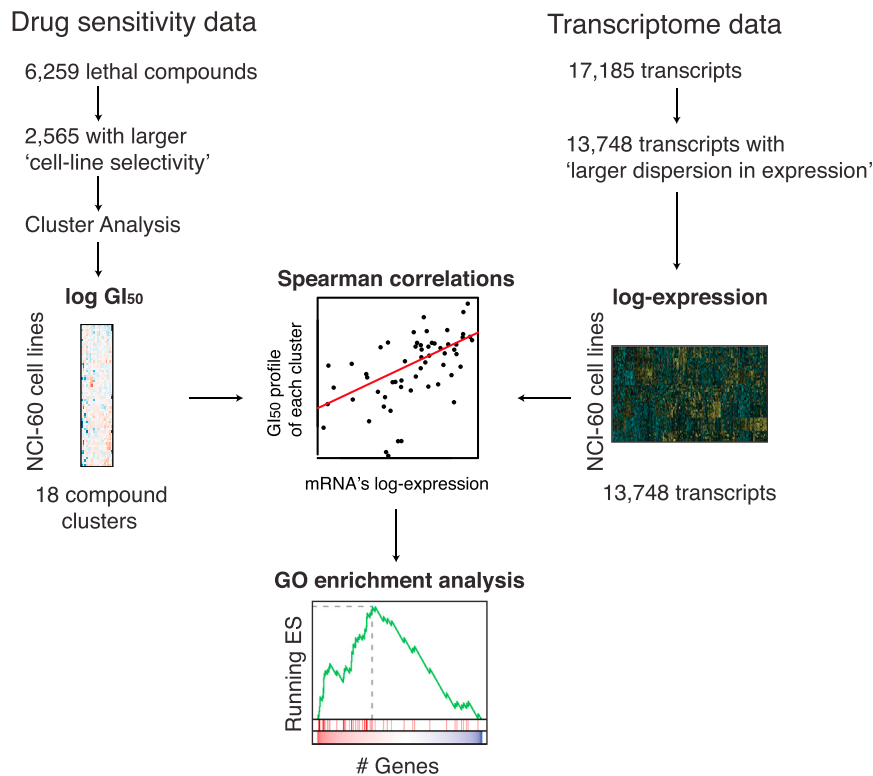 Drug sensitivity data
6,259 lethal compounds
2,565 with larger
‘cell-line selectivity’
Cluster Analysis
log GI50
NCI-60 cell lines
18 compound
clusters
Transcriptome data
17,185 transcripts
13,748 transcripts with
‘larger dispersion in expression’
log-expression
NCI-60 cell lines
13,748 transcripts
Spearman correlations
GI50 profile
of each cluster
mRNA’s log-expression
GO enrichment analysis
Running ES
# Genes